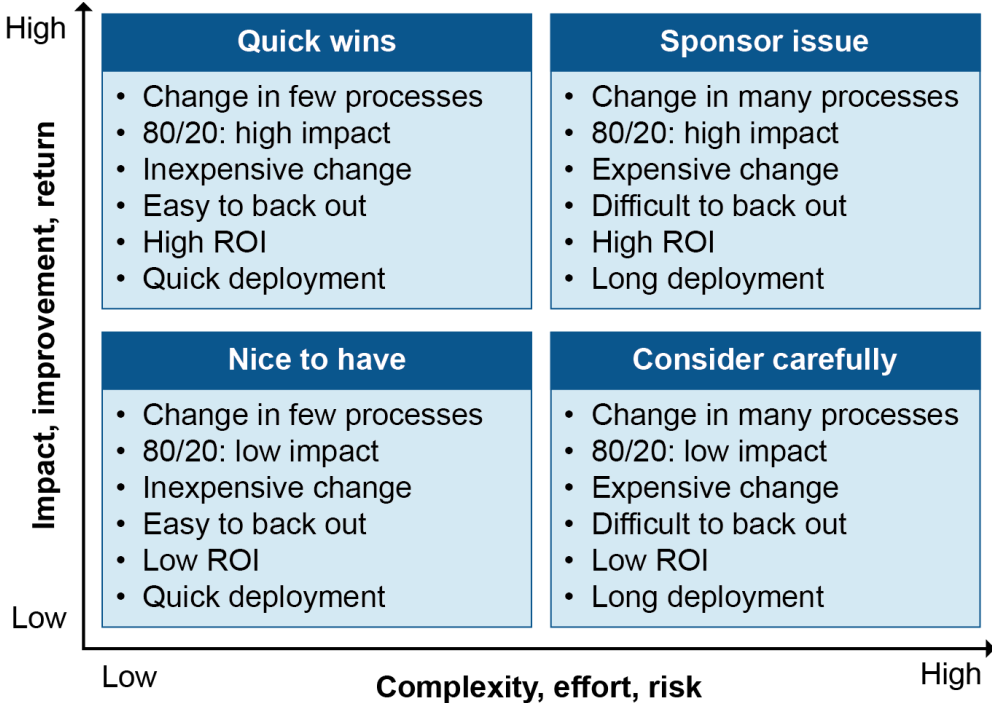 High
Impact, improvement, return
Low
Quick wins
• Change in few processes
• 80/20: high impact
• Inexpensive change
• Easy to back out
• High ROI
• Quick deployment
Sponsor issue
• Change in many processes
• 80/20: high impact
• Expensive change
• Difficult to back out
• High ROI
• Long deployment
Nice to have
• Change in few processes
• 80/20: low impact
• Inexpensive change
• Easy to back out
• Low ROI
• Quick deployment
Consider carefully
• Change in many processes
• 80/20: low impact
• Expensive change
• Difficult to back out
• Low ROI
• Long deployment
Low
Complexity, effort, risk
High